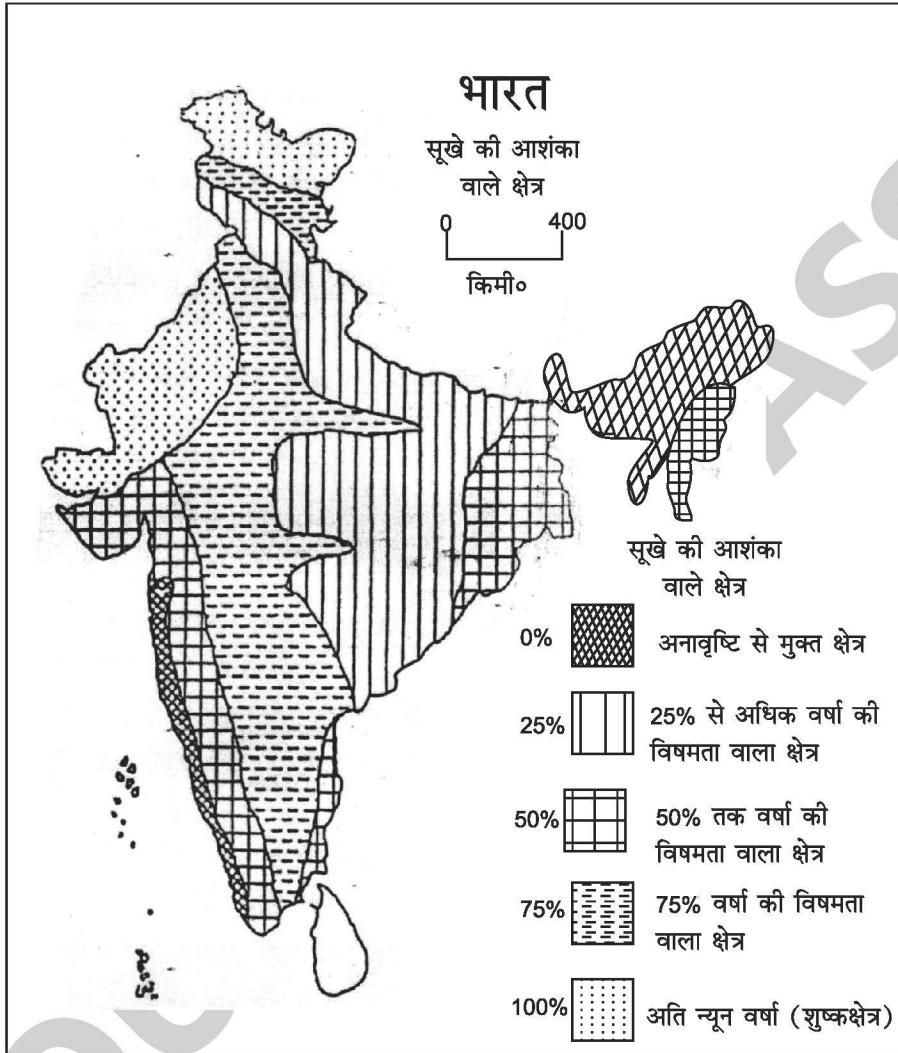 भारत
सूखे की आशंका
वाले क्षेत्र
0 400
किमी०
सूखे की आशंका
वाले क्षेत्र
0% अनावृष्टि से मुक्त क्षेत्र
25% 25% से अधिक वर्षा की
विषमता वाला क्षेत्र
50% 50% तक वर्षा की
विषमता वाला क्षेत्र
75% 75% वर्षा की विषमता
वाला क्षेत्र
100% अति न्यून वर्षा (शुष्कक्षेत्र)